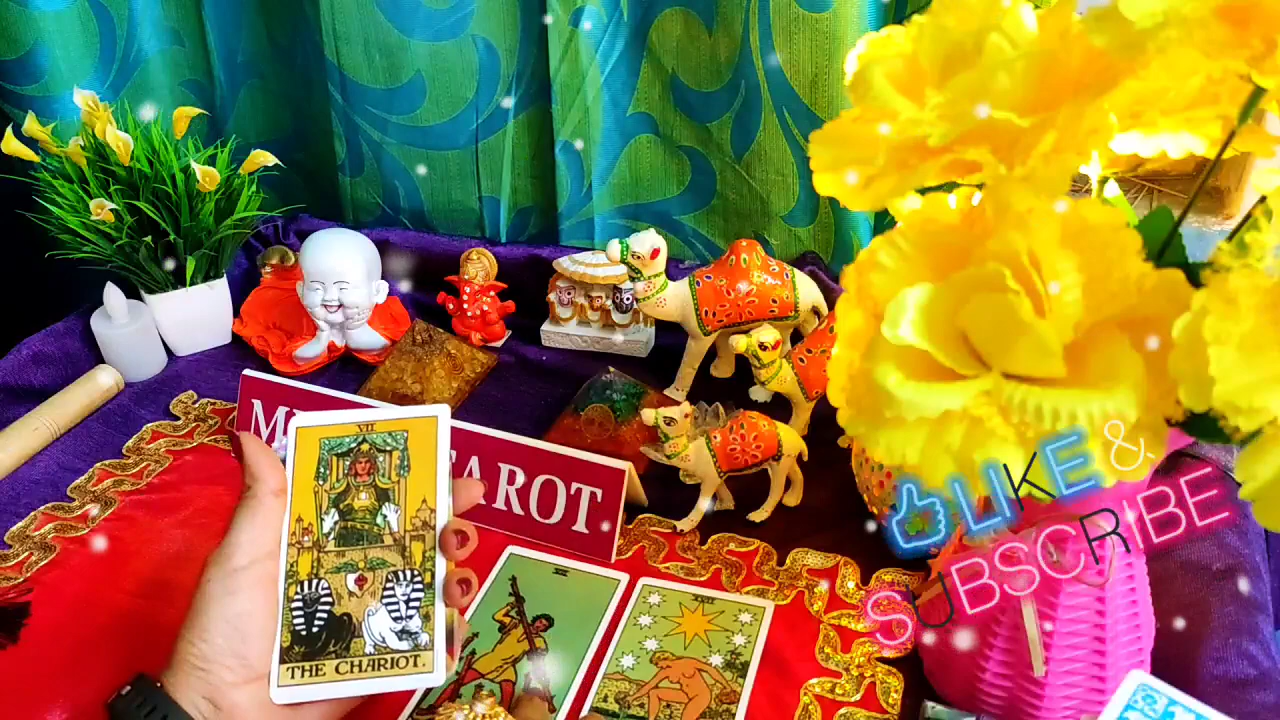 VII
THE CHARIOT.
TAROT
LIKE &
SUBSCRIBE